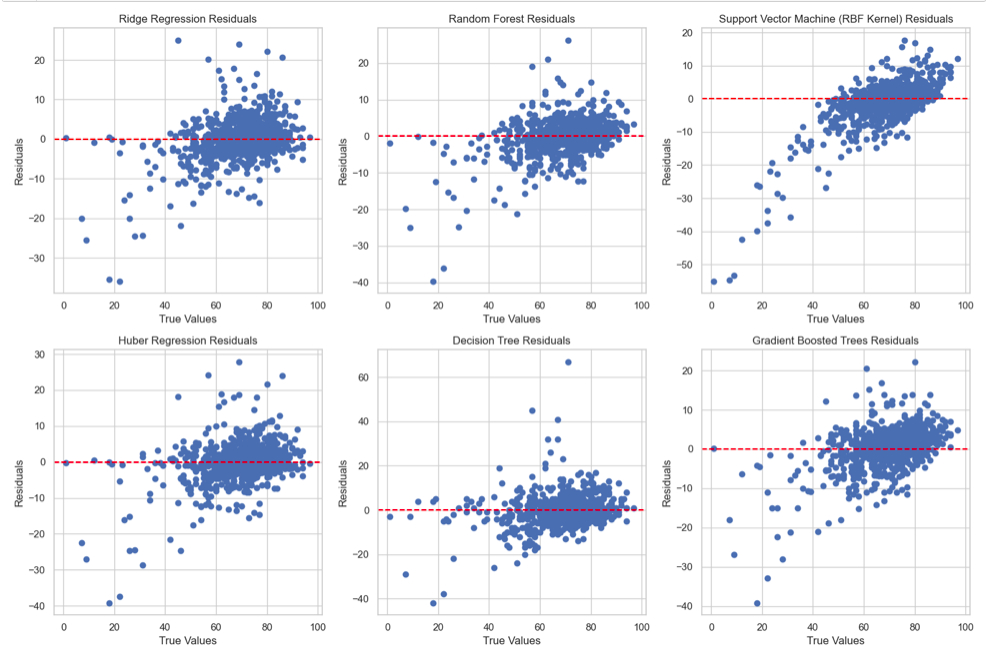 Ridge Regression Residuals
Residuals
20
10
0
−10
−20
−30
0 20 40 60 80 100
True Values
Random Forest Residuals
Residuals
20
10
0
−10
−20
−30
−40
0 20 40 60 80 100
True Values
Support Vector Machine (RBF Kernel) Residuals
Residuals
20
10
0
−10
−20
−30
−40
−50
0 20 40 60 80 100
True Values
Huber Regression Residuals
Residuals
30
20
10
0
−10
−20
−30
−40
0 20 40 60 80 100
True Values
Decision Tree Residuals
Residuals
60
40
20
0
−20
−40
0 20 40 60 80 100
True Values
Gradient Boosted Trees Residuals
Residuals
20
10
0
−10
−20
−30
−40
0 20 40 60 80 100
True Values